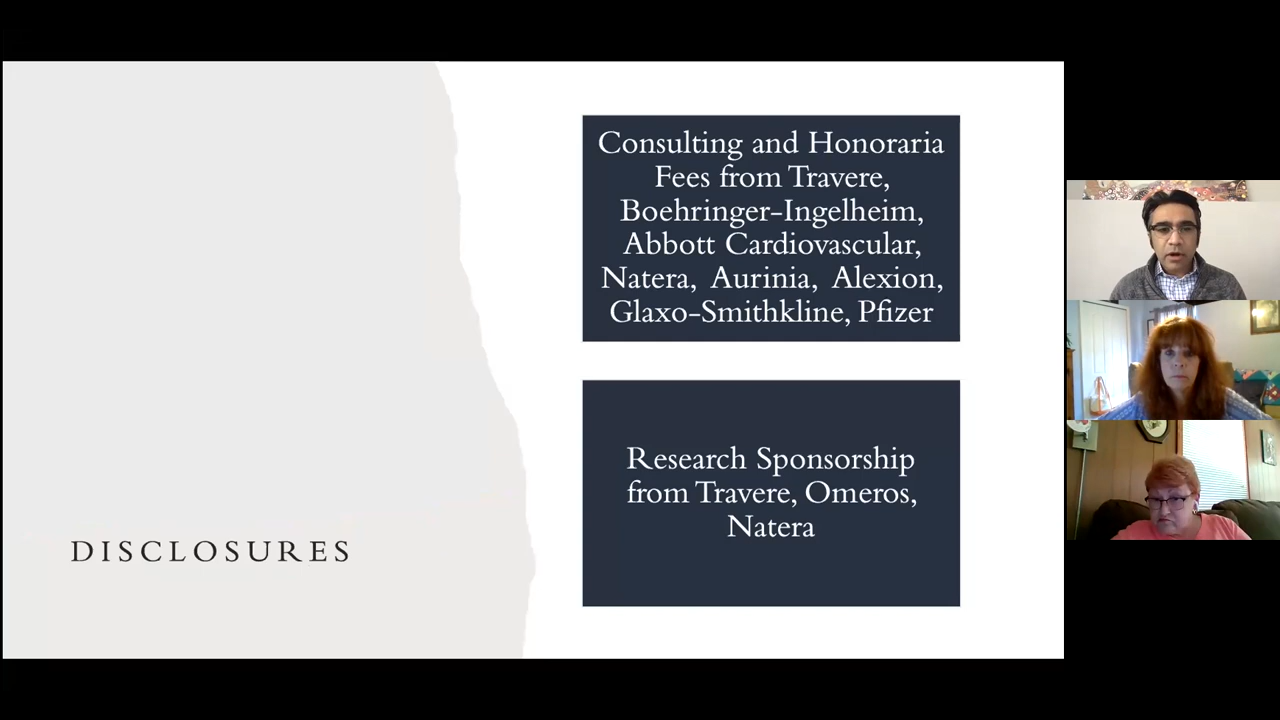 DISCLOSURES
Consulting and Honoraria
Fees from Travere,
Boehringer-Ingelheim,
Abbott Cardiovascular,
Natera, Aurinia, Alexion,
Glaxo-Smithkline, Pfizer
Research Sponsorship
from Travere, Omeros,
Natera